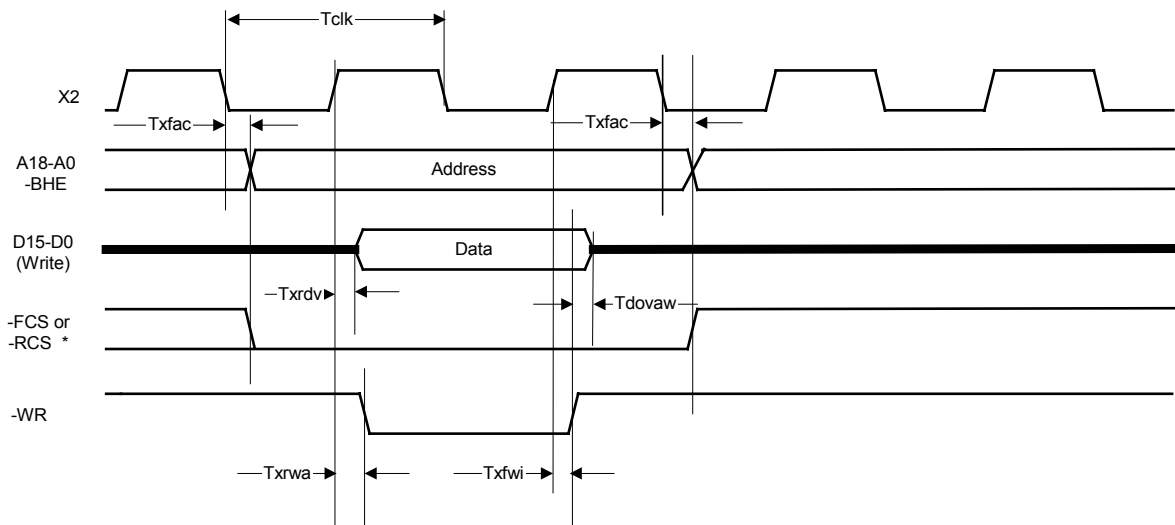 Tclk
X2
Txfac
Txfac
A18-A0
-BHE
Address
D15-D0
(Write)
Data
Txrdv
Tdovaw
-FCS or
-RCS *
-WR
Txrwa
Txfwi